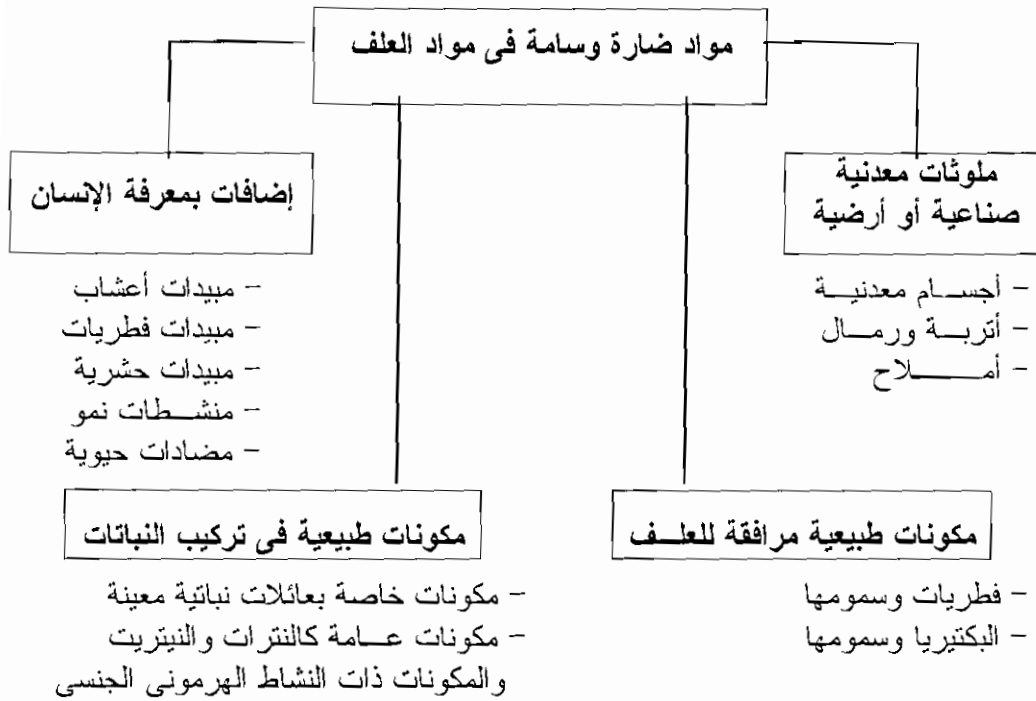 مواد ضارة وسامة فى مواد العلف
ملوثات معدنية
صناعية أو أرضية
- أجسام معدنية
- أتربة ورمال
- أملاح
إضافات بمعرفة الإنسان
- مبيدات أعشاب
- مبيدات فطريات
- مبيدات حشرية
- منشطات نمو
- مضادات حيوية
مكونات طبيعية مرافقة للعلف
- فطريات وسمومها
- البكتيريا وسمومها
مكونات طبيعية فى تركيب النباتات
- مكونات خاصة بعائلات نباتية معينة
- مكونات عامة كالنترات والنيتريت
والمكونات ذات النشاط الهرمونى الجنسى